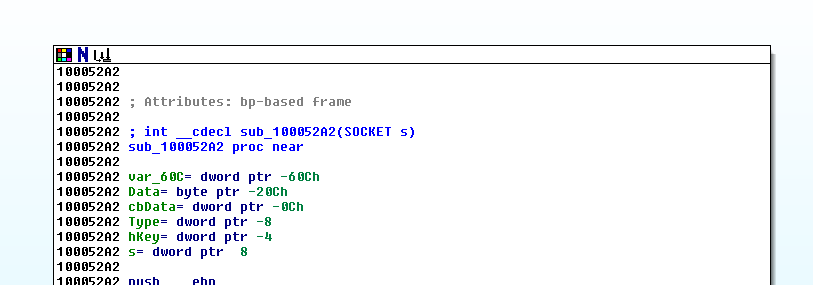 100052A2
100052A2
100052A2 ; Attributes: bp-based frame
100052A2
100052A2 ; int __cdecl sub_100052A2(SOCKET s)
100052A2 sub_100052A2 proc near
100052A2
100052A2 var_60C= dword ptr -60Ch
100052A2 Data= byte ptr -20Ch
100052A2 cbData= dword ptr -0Ch
100052A2 Type= dword ptr -8
100052A2 hKey= dword ptr -4
100052A2 s= dword ptr  8
100052A2
100052A2 push    ebp